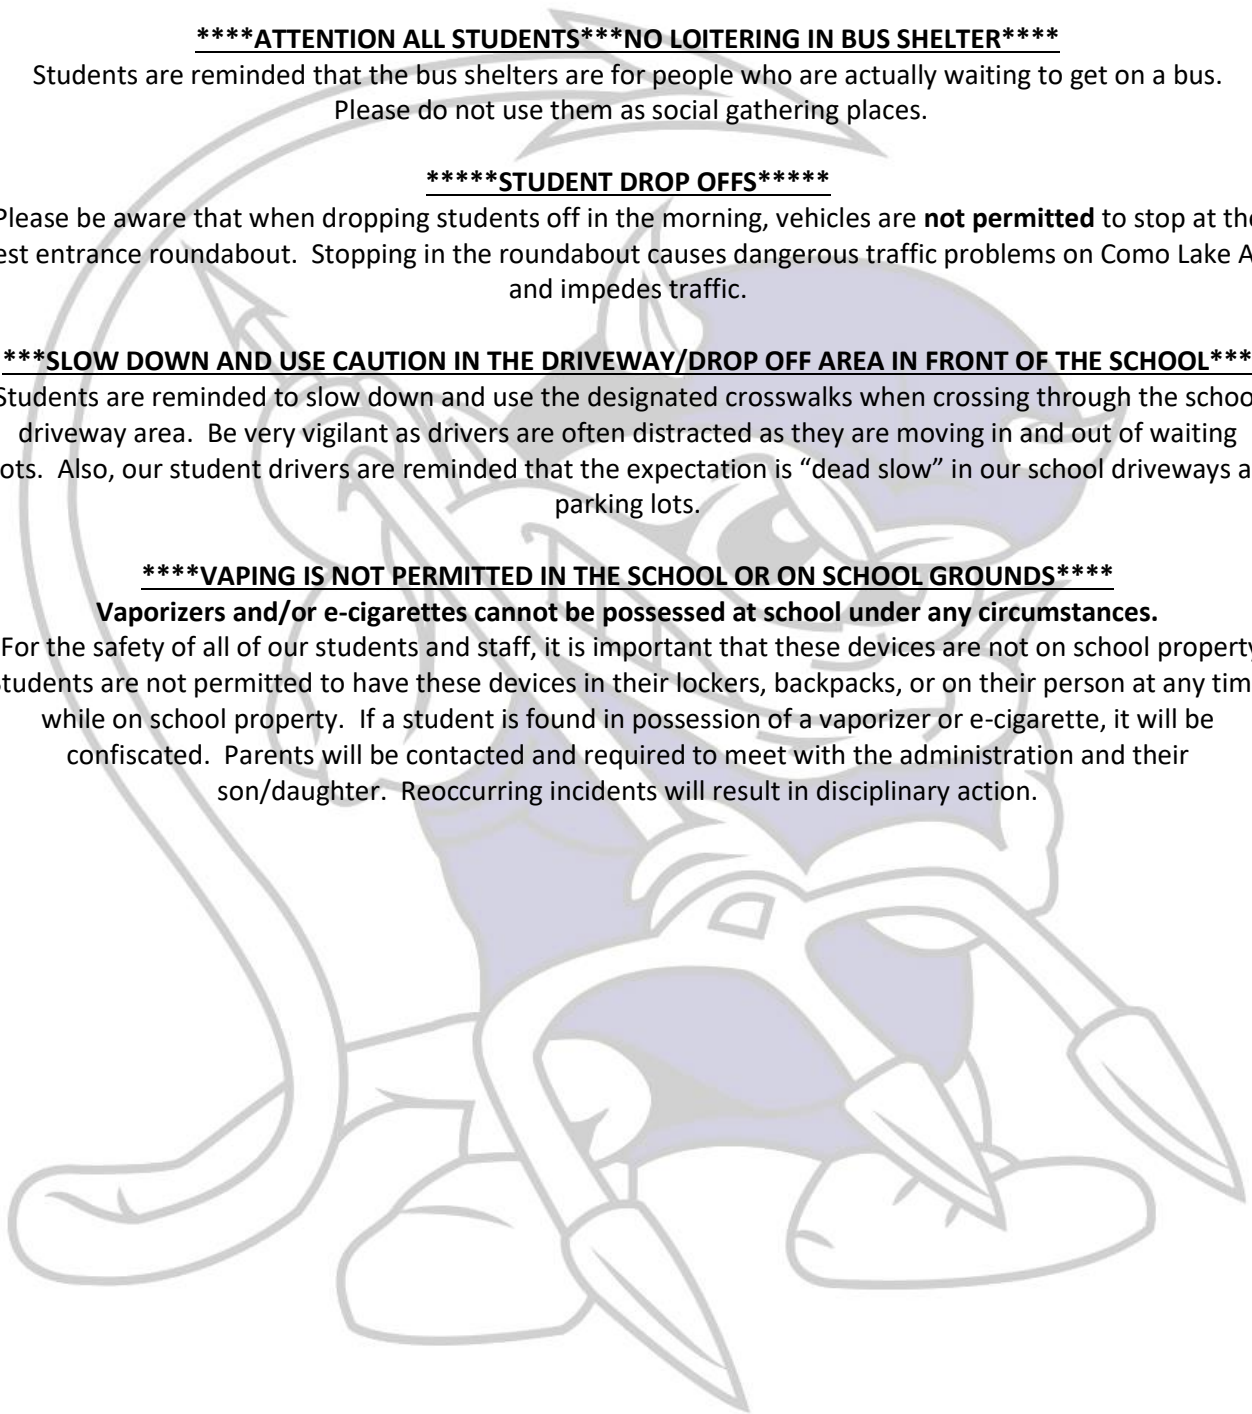 ****ATTENTION ALL STUDENTS***NO LOITERING IN BUS SHELTER****
Students are reminded that the bus shelters are for people who are actually waiting to get on a bus.
Please do not use them as social gathering places.
*****STUDENT DROP OFFS*****
Please be aware that when dropping students off in the morning, vehicles are not permitted to stop at the
est entrance roundabout. Stopping in the roundabout causes dangerous traffic problems on Como Lake A
and impedes traffic.
***SLOW DOWN AND USE CAUTION IN THE DRIVEWAY/DROP OFF AREA IN FRONT OF THE SCHOOL***
Students are reminded to slow down and use the designated crosswalks when crossing through the schoo
driveway area. Be very vigilant as drivers are often distracted as they are moving in and out of waiting
ots. Also, our student drivers are reminded that the expectation is “dead slow” in our school driveways a
parking lots.
****VAPING IS NOT PERMITTED IN THE SCHOOL OR ON SCHOOL GROUNDS****
Vaporizers and/or e-cigarettes cannot be possessed at school under any circumstances.
For the safety of all of our students and staff, it is important that these devices are not on school property
Students are not permitted to have these devices in their lockers, backpacks, or on their person at any tim
while on school property. If a student is found in possession of a vaporizer or e-cigarette, it will be
confiscated. Parents will be contacted and required to meet with the administration and their
son/daughter. Reoccurring incidents will result in disciplinary action.